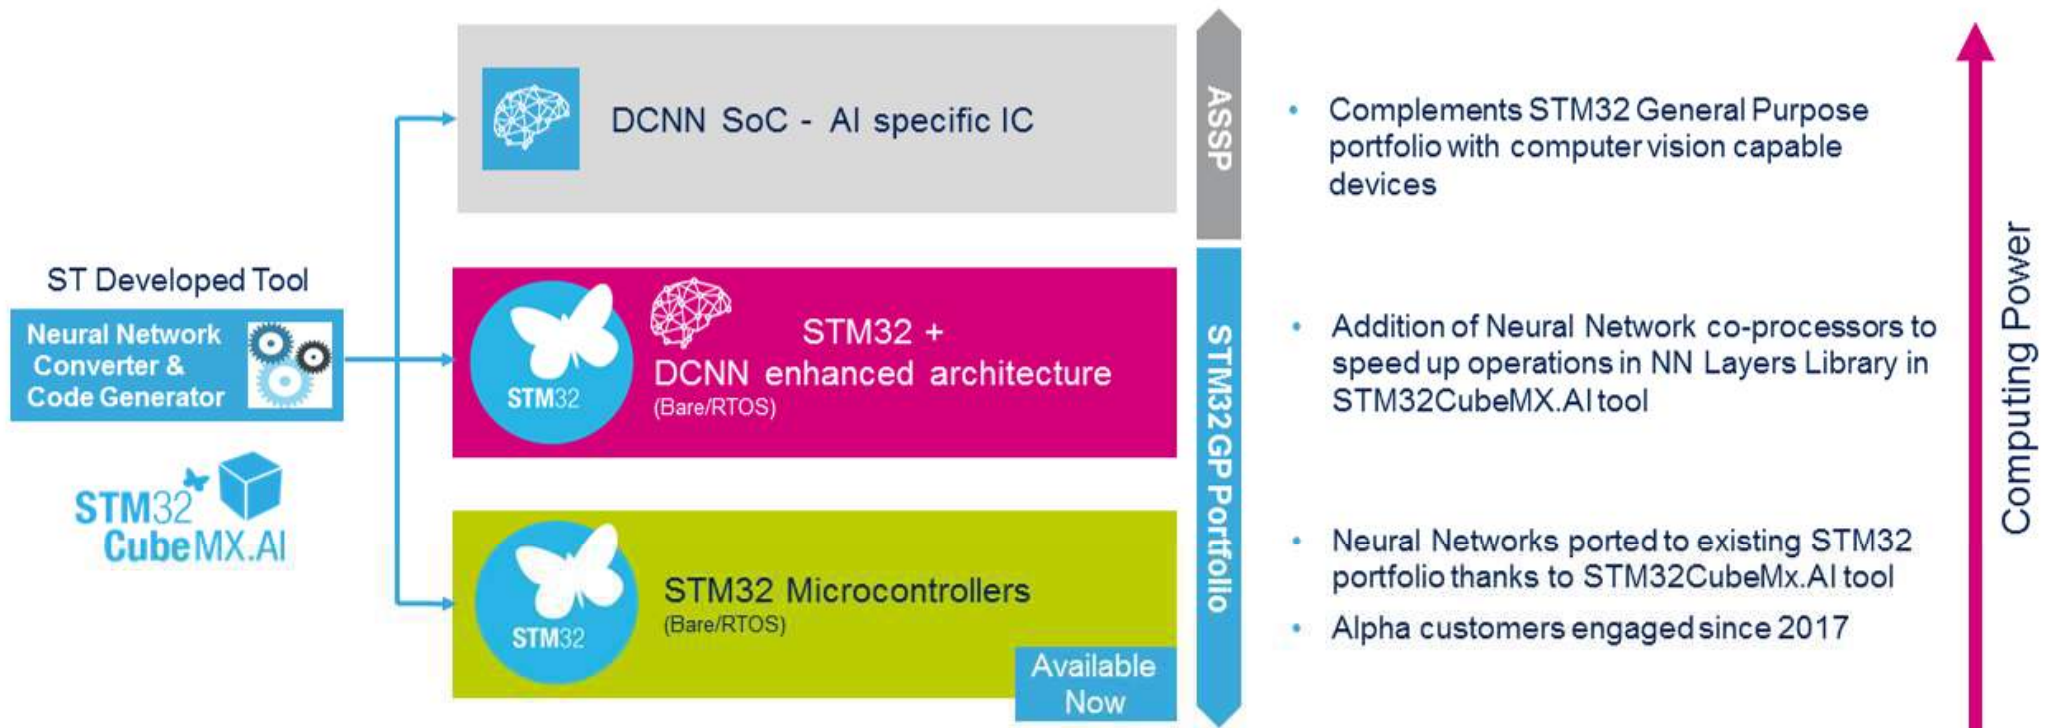 DCNN SoC - AI specific IC
ASSP
Complements STM32 General Purpose
portfolio with computer vision capable
devices
ST Developed Tool
Neural Network
Converter &
Code Generator
STM32
CubeMX.AI
STM32
STM32 +
DCNN enhanced architecture
(Bare/RTOS)
STM32 GP Portfolio
Addition of Neural Network co-processors to
speed up operations in NN Layers Library in
STM32CubeMX.AI tool
STM32
STM32 Microcontrollers
(Bare/RTOS)
Available
Now
Neural Networks ported to existing STM32
portfolio thanks to STM32CubeMx.AI tool
Alpha customers engaged since 2017
Computing Power